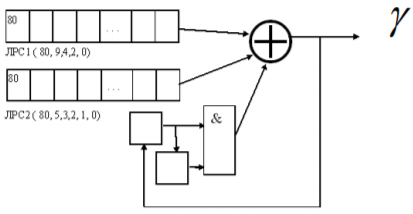 80
...
ЛРС1 ( 80, 9,4,2, 0)
80
...
ЛРС2 ( 80, 5,3,2, 1, 0)
&
γ